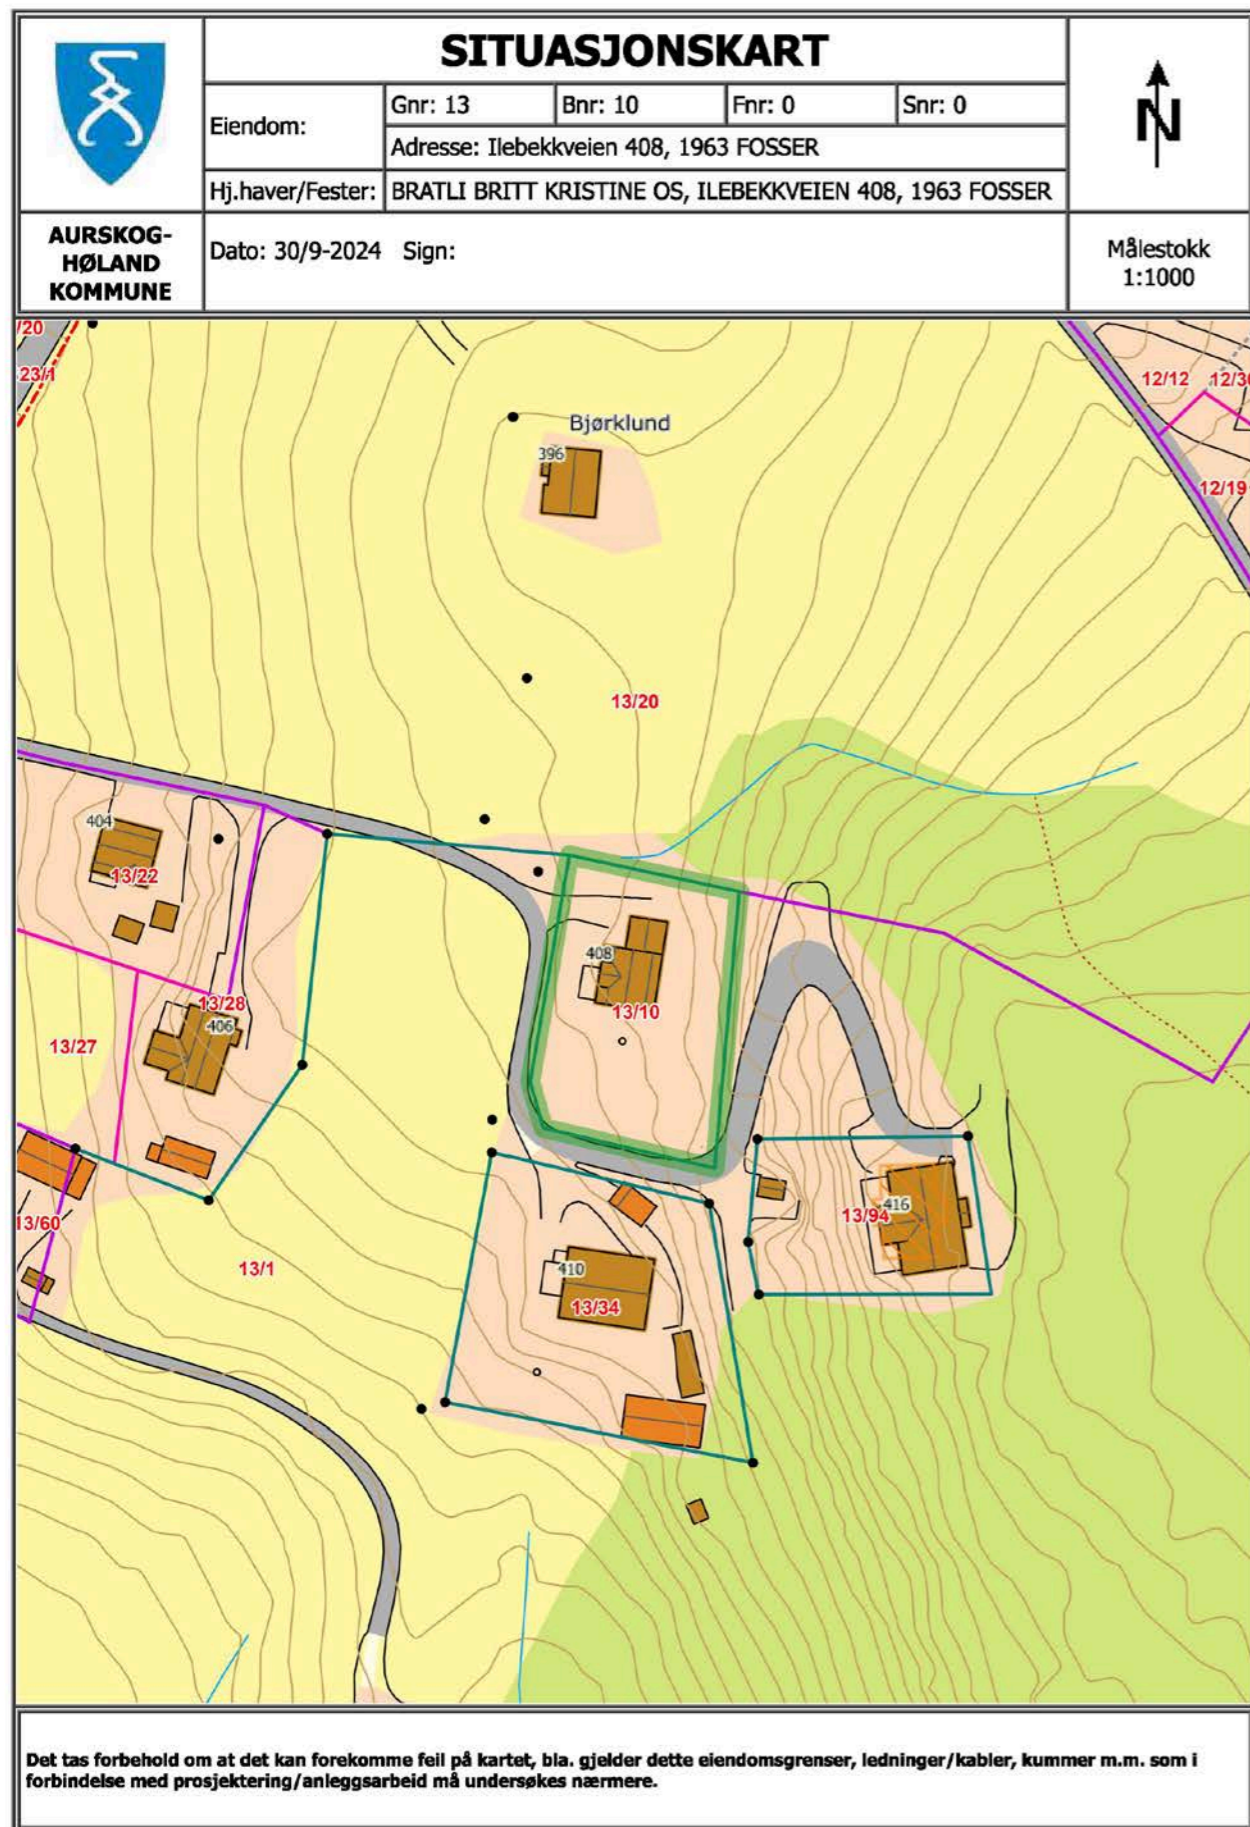 SITUASJONSKART
Eiendom:
Gnr: 13
Bnr: 10
Fnr: 0
Snr: 0
Adresse: Ilebekkveien 408, 1963 FOSSER
Hj.haver/Fester:
BRATLI BRITT KRISTINE OS, ILEBEKKVEIEN 408, 1963 FOSSER
N
AURSKOG-
HØLAND
KOMMUNE
Dato: 30/9-2024 Sign:
Målestokk
1:1000
/20
23/1
12/12
12/30
Bjørklund
396
12/19
13/20
404
13/22
408
13/10
13/28
406
13/27
13/60
13/1
416
13/94
410
13/34
Det tas forbehold om at det kan forekomme feil på kartet, bla. gjelder dette eiendomsgrenser, ledninger/kabler, kummer m.m. som i
forbindelse med prosjektering/anleggsarbeid må undersøkes nærmere.